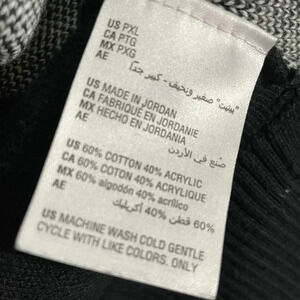 US PXL
CA PTG
MX PXG
AE "بيتيت" صغير ونحيف - كبير جداً
US MADE IN JORDAN
CA FABRIQUÉ EN JORDANIE
MX HECHO EN JORDANIA
AE صنع في الأردن
US 60% COTTON 40% ACRYLIC
CA 60% COTON 40% ACRYLIQUE
MX 60% algodón 40% acrílico
AE 60% قطن 40% أكريليك
US MACHINE WASH COLD GENTLE
CYCLE WITH LIKE COLORS. ONLY